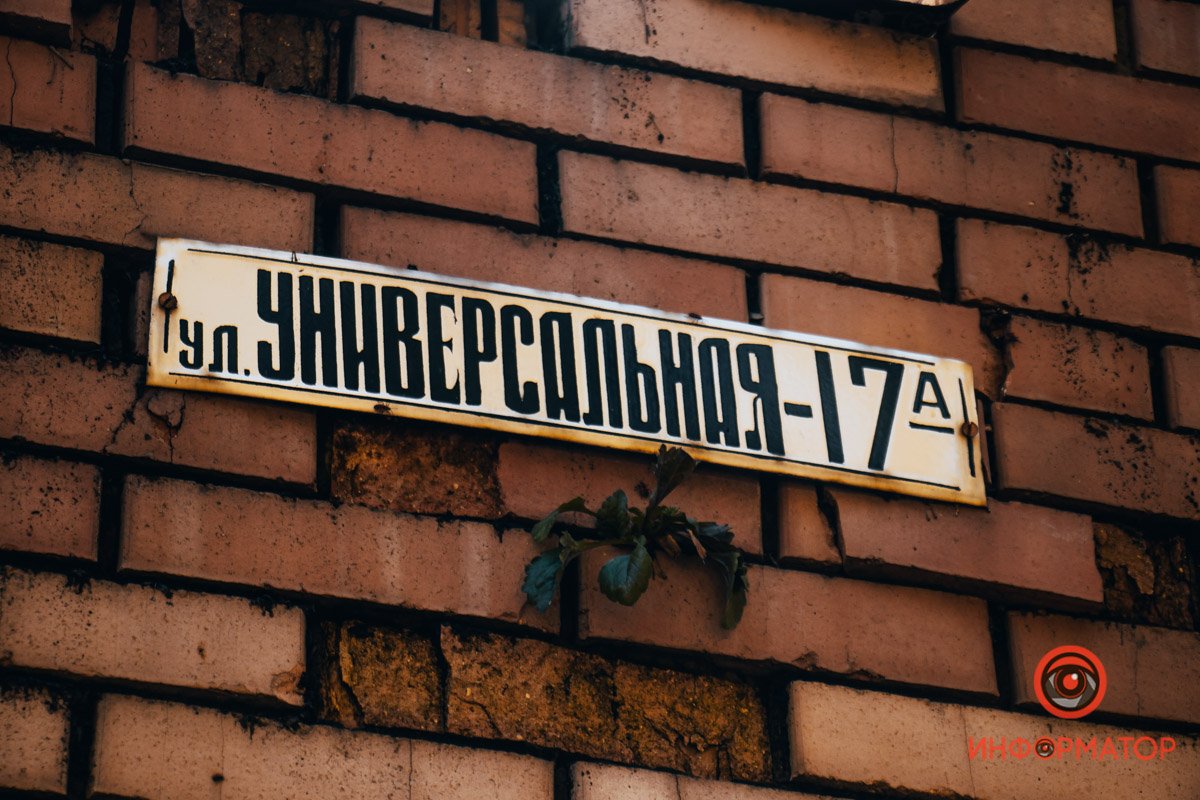 ул. УНИВЕРСАЛЬНАЯ-17А
ИНФОРМАТОР